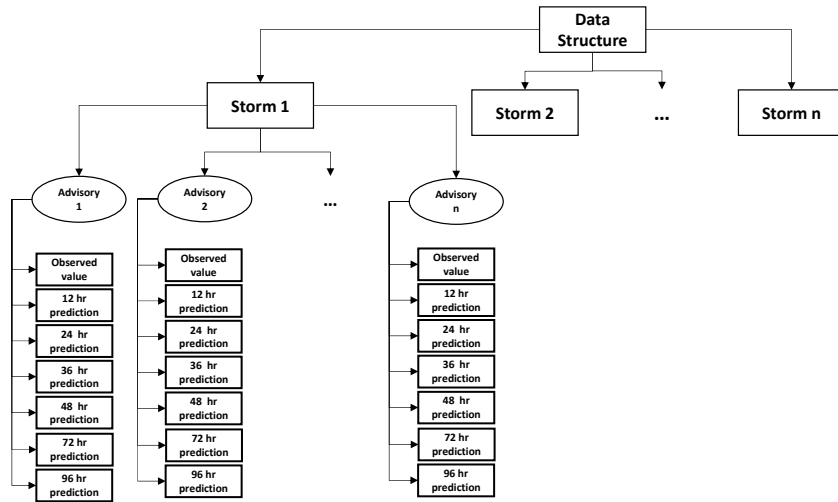 Data
Structure
Storm 1
Storm 2
...
Storm n
Advisory
1
Advisory
2
...
Advisory
n
Observed
value
12 hr
prediction
24 hr
prediction
36 hr
prediction
48 hr
prediction
72 hr
prediction
96 hr
prediction
Observed
value
12 hr
prediction
24 hr
prediction
36 hr
prediction
48 hr
prediction
72 hr
prediction
96 hr
prediction
Observed
value
12 hr
prediction
24 hr
prediction
36 hr
prediction
48 hr
prediction
72 hr
prediction
96 hr
prediction